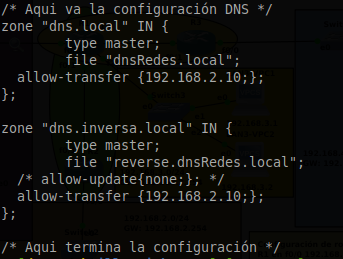 /* Aqui va la configuración DNS */
zone "dns.local" IN {
type master;
file "dnsRedes.local";
allow-transfer {192.168.2.10;};
};
zone "dns.inversa.local" IN {
type master;
file "reverse.dnsRedes.local";
/* allow-update{none;}; */
allow-transfer {192.168.2.10;};
};
/* Aqui termina la configuración */